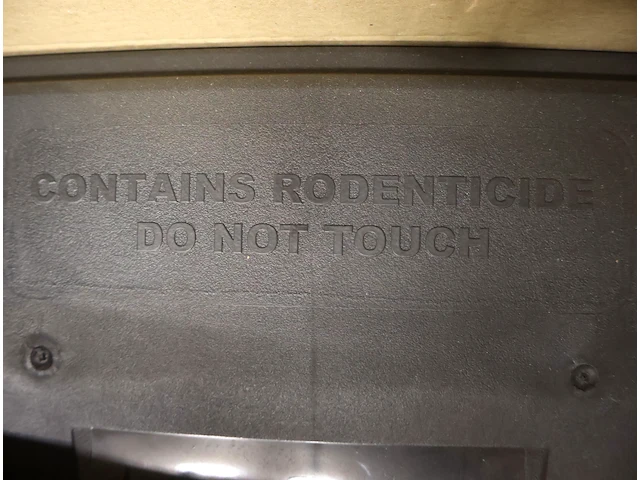 CONTAINS RODENTICIDE
DO NOT TOUCH